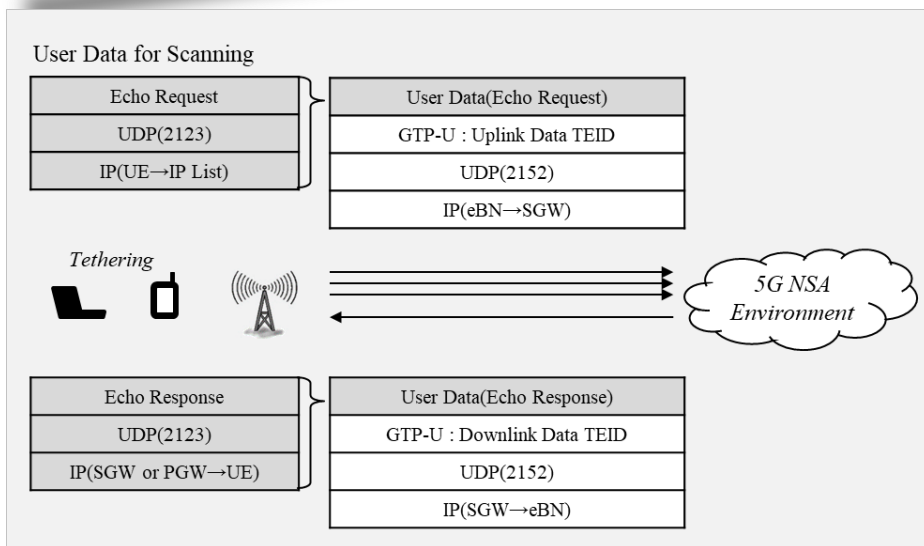 User Data for Scanning
Echo Request
UDP(2123)
IP(UE→IP List)
User Data(Echo Request)
GTP-U : Uplink Data TEID
UDP(2152)
IP(eBN→SGW)
Tethering
5G NSA
Environment
Echo Response
UDP(2123)
IP(SGW or PGW→UE)
User Data(Echo Response)
GTP-U : Downlink Data TEID
UDP(2152)
IP(SGW→eBN)